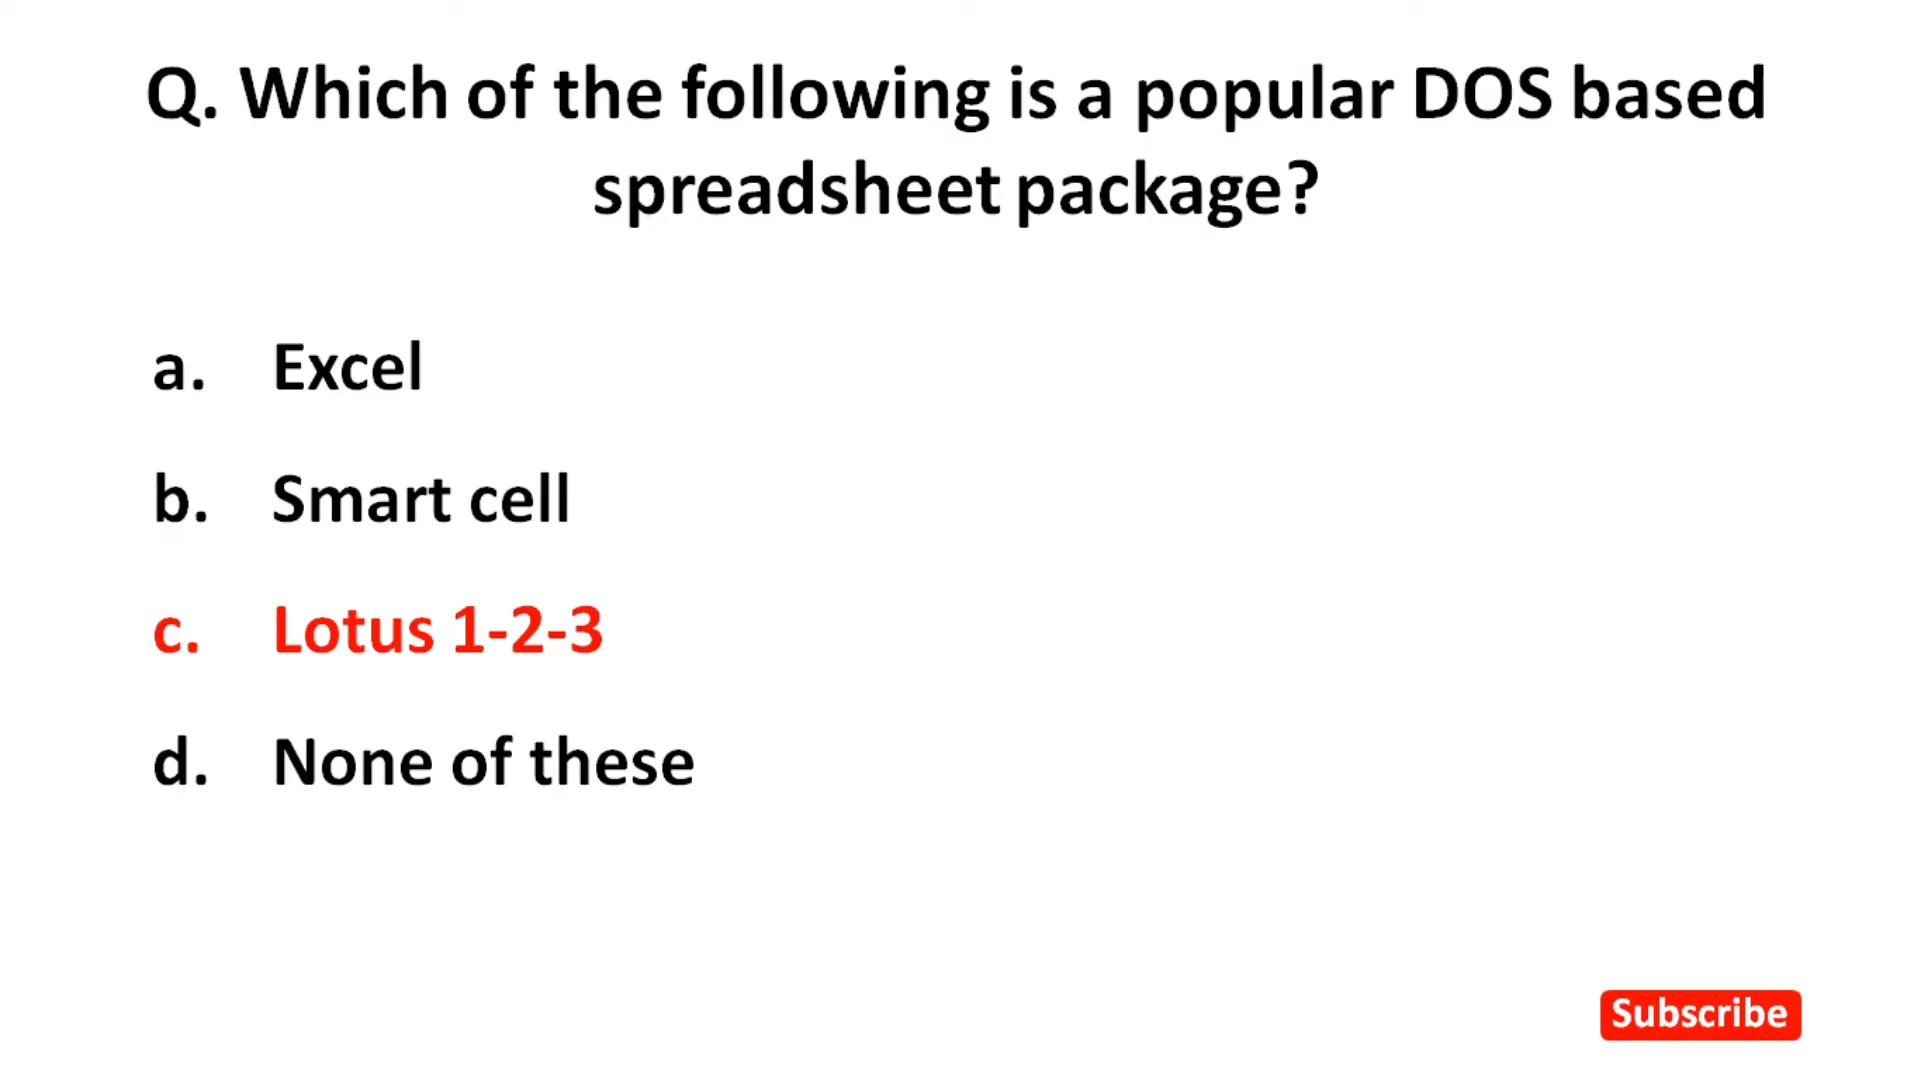 Q. Which of the following is a popular DOS based
spreadsheet package?
a. Excel
b. Smart cell
c. Lotus 1-2-3
d. None of these
Subscribe